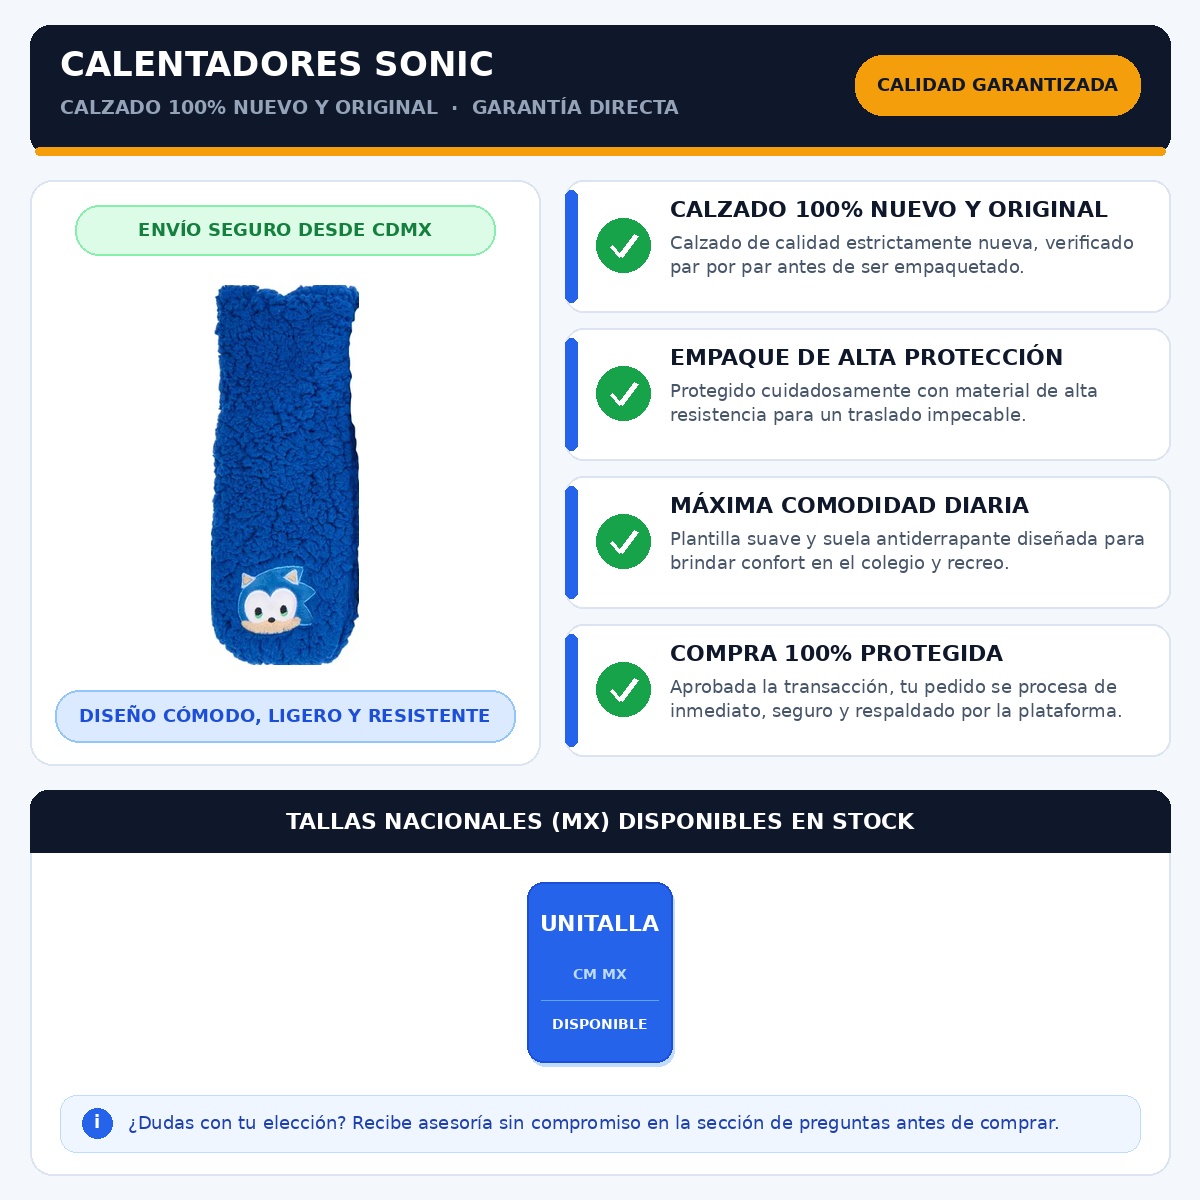 CALENTADORES SONIC
CALZADO 100% NUEVO Y ORIGINAL · GARANTÍA DIRECTA
CALIDAD GARANTIZADA
ENVÍO SEGURO DESDE CDMX
DISEÑO CÓMODO, LIGERO Y RESISTENTE
CALZADO 100% NUEVO Y ORIGINAL
Calzado de calidad estrictamente nueva, verificado
par por par antes de ser empaquetado.
EMPAQUE DE ALTA PROTECCIÓN
Protegido cuidadosamente con material de alta
resistencia para un traslado impecable.
MÁXIMA COMODIDAD DIARIA
Plantilla suave y suela antiderrapante diseñada para
brindar confort en el colegio y recreo.
COMPRA 100% PROTEGIDA
Aprobada la transacción, tu pedido se procesa de
inmediato, seguro y respaldado por la plataforma.
TALLAS NACIONALES (MX) DISPONIBLES EN STOCK
UNITALLA
CM MX
DISPONIBLE
i ¿Dudas con tu elección? Recibe asesoría sin compromiso en la sección de preguntas antes de comprar.